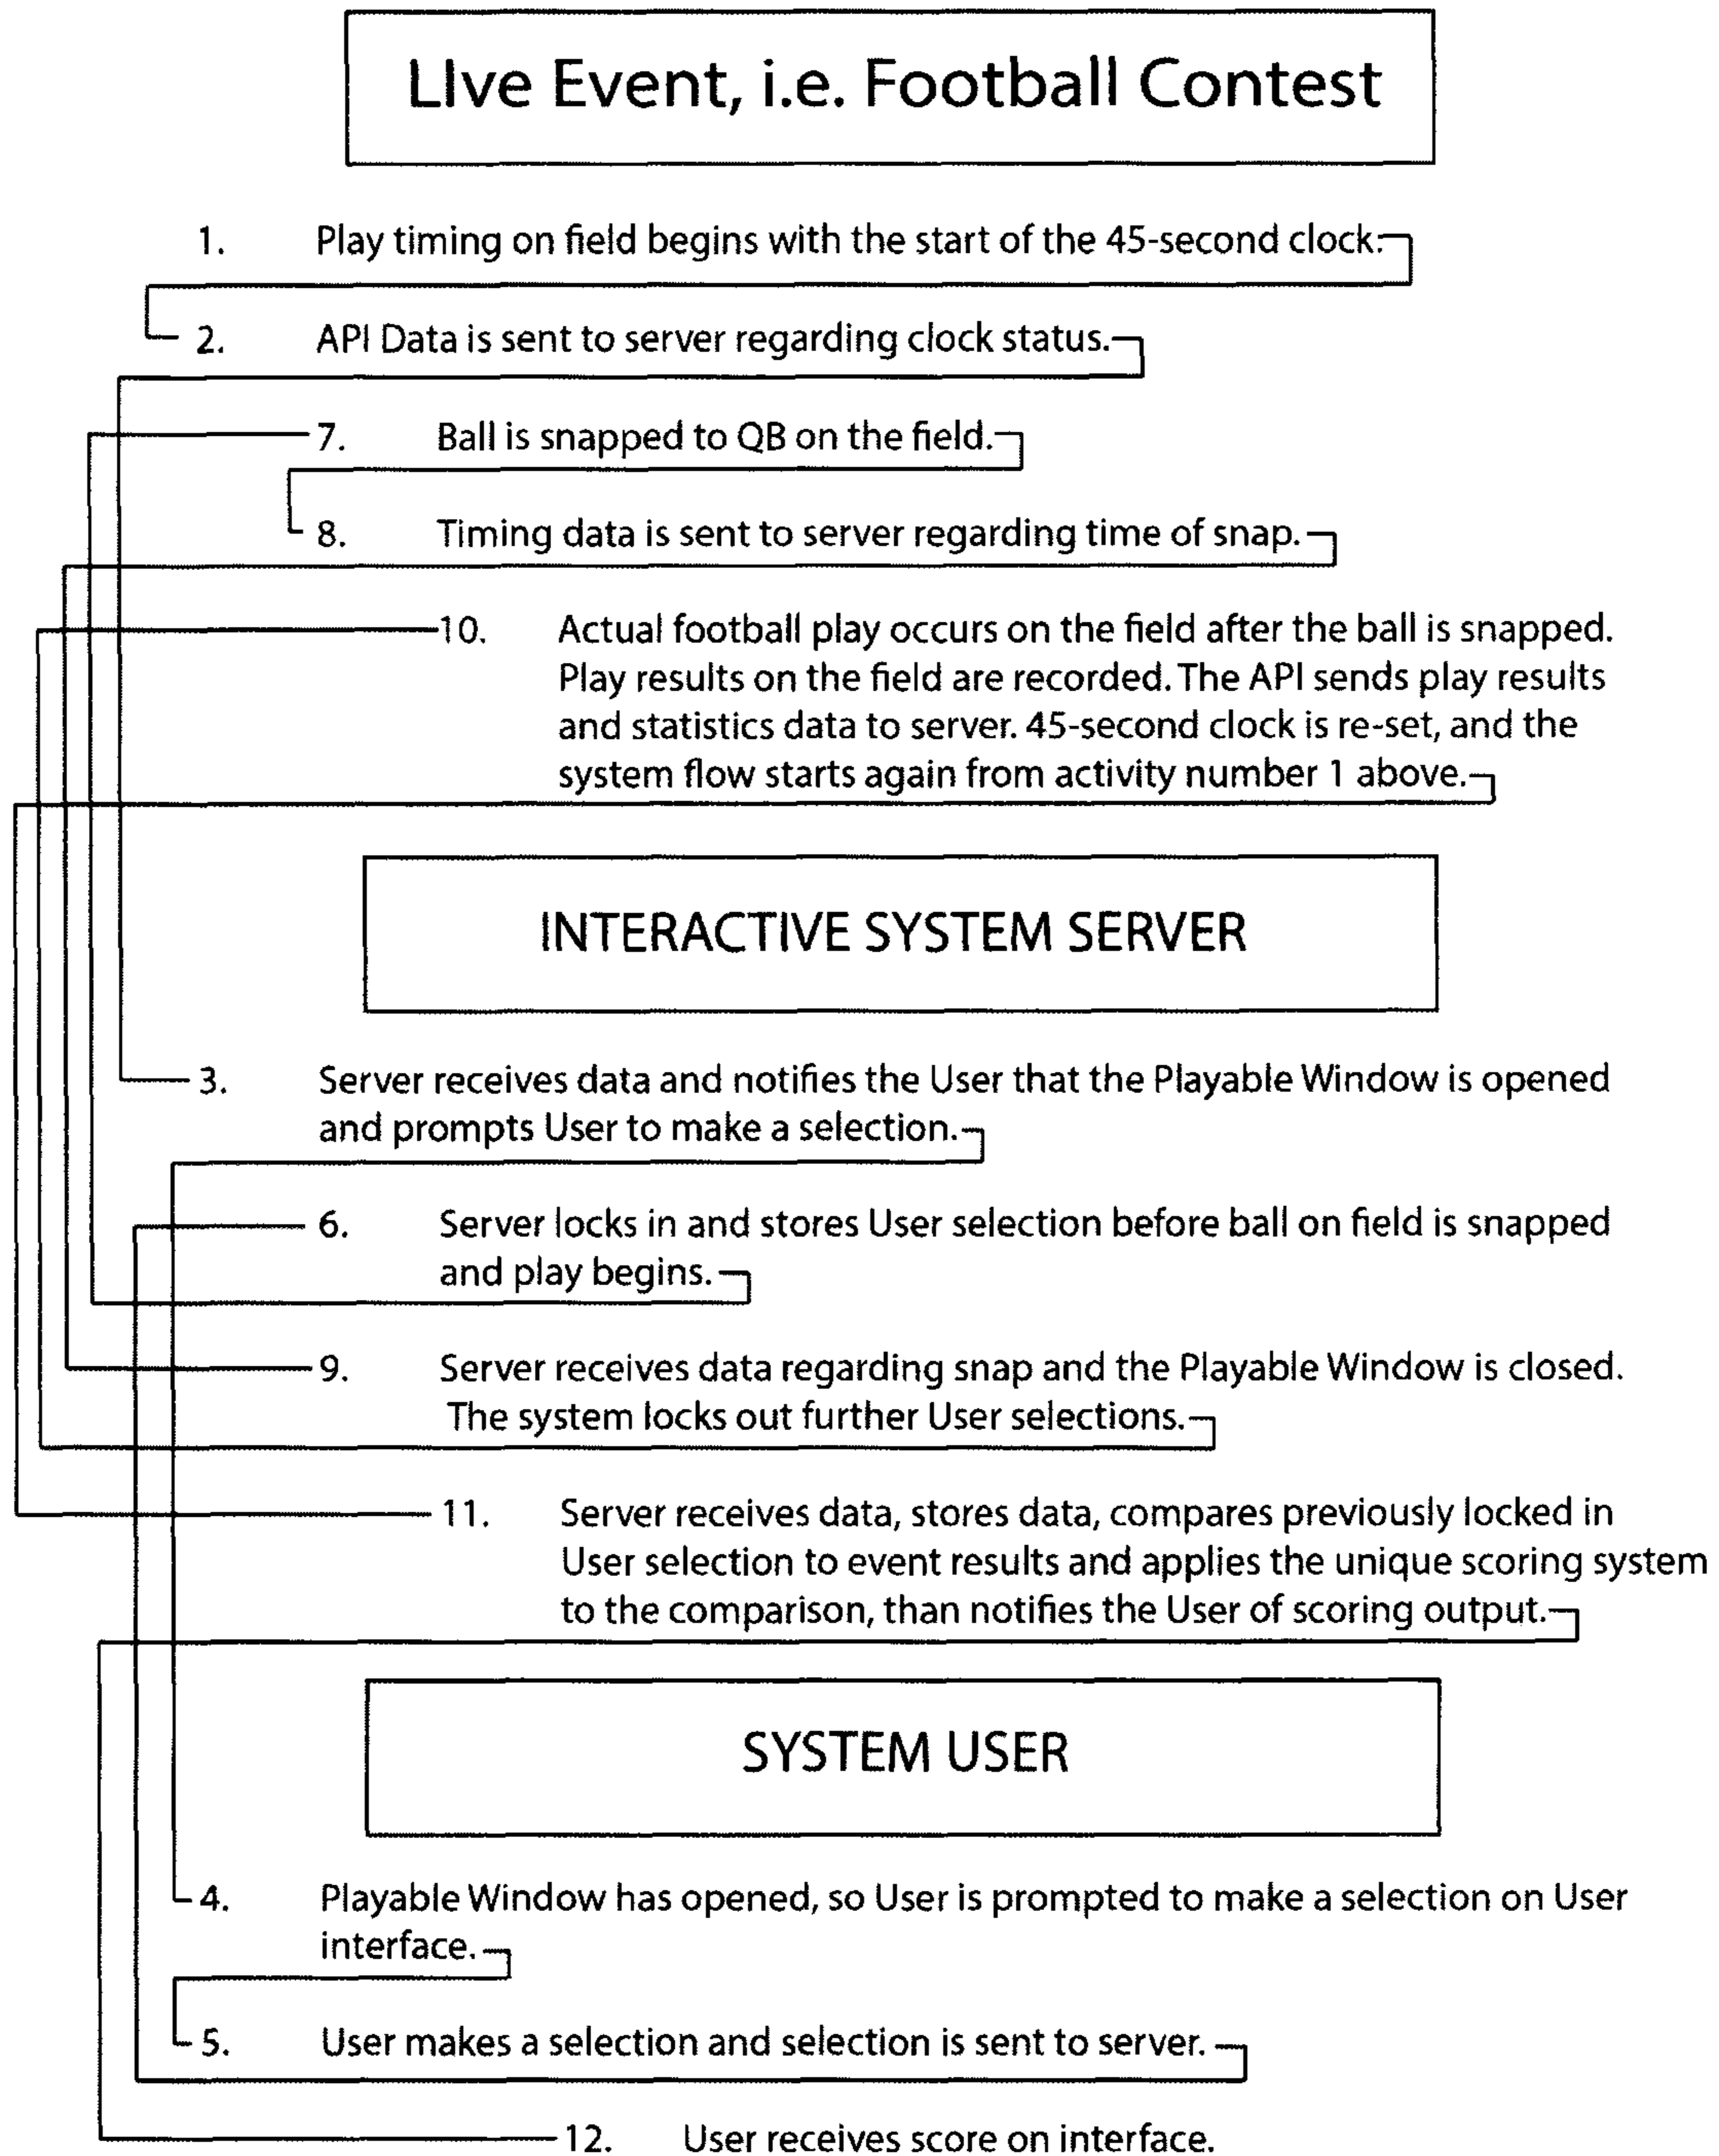 LIve Event, i.e. Football Contest
1. Play timing on field begins with the start of the 45-second clock.
2. API Data is sent to server regarding clock status.
7. Ball is snapped to QB on the field.
8. Timing data is sent to server regarding time of snap.
10. Actual football play occurs on the field after the ball is snapped.
Play results on the field are recorded. The API sends play results
and statistics data to server. 45-second clock is re-set, and the
system flow starts again from activity number 1 above.
INTERACTIVE SYSTEM SERVER
3. Server receives data and notifies the User that the Playable Window is opened
and prompts User to make a selection.
6. Server locks in and stores User selection before ball on field is snapped
and play begins.
9. Server receives data regarding snap and the Playable Window is closed.
The system locks out further User selections.
11. Server receives data, stores data, compares previously locked in
User selection to event results and applies the unique scoring system
to the comparison, than notifies the User of scoring output.
SYSTEM USER
4. Playable Window has opened, so User is prompted to make a selection on User
interface.
5. User makes a selection and selection is sent to server.
12. User receives score on interface.